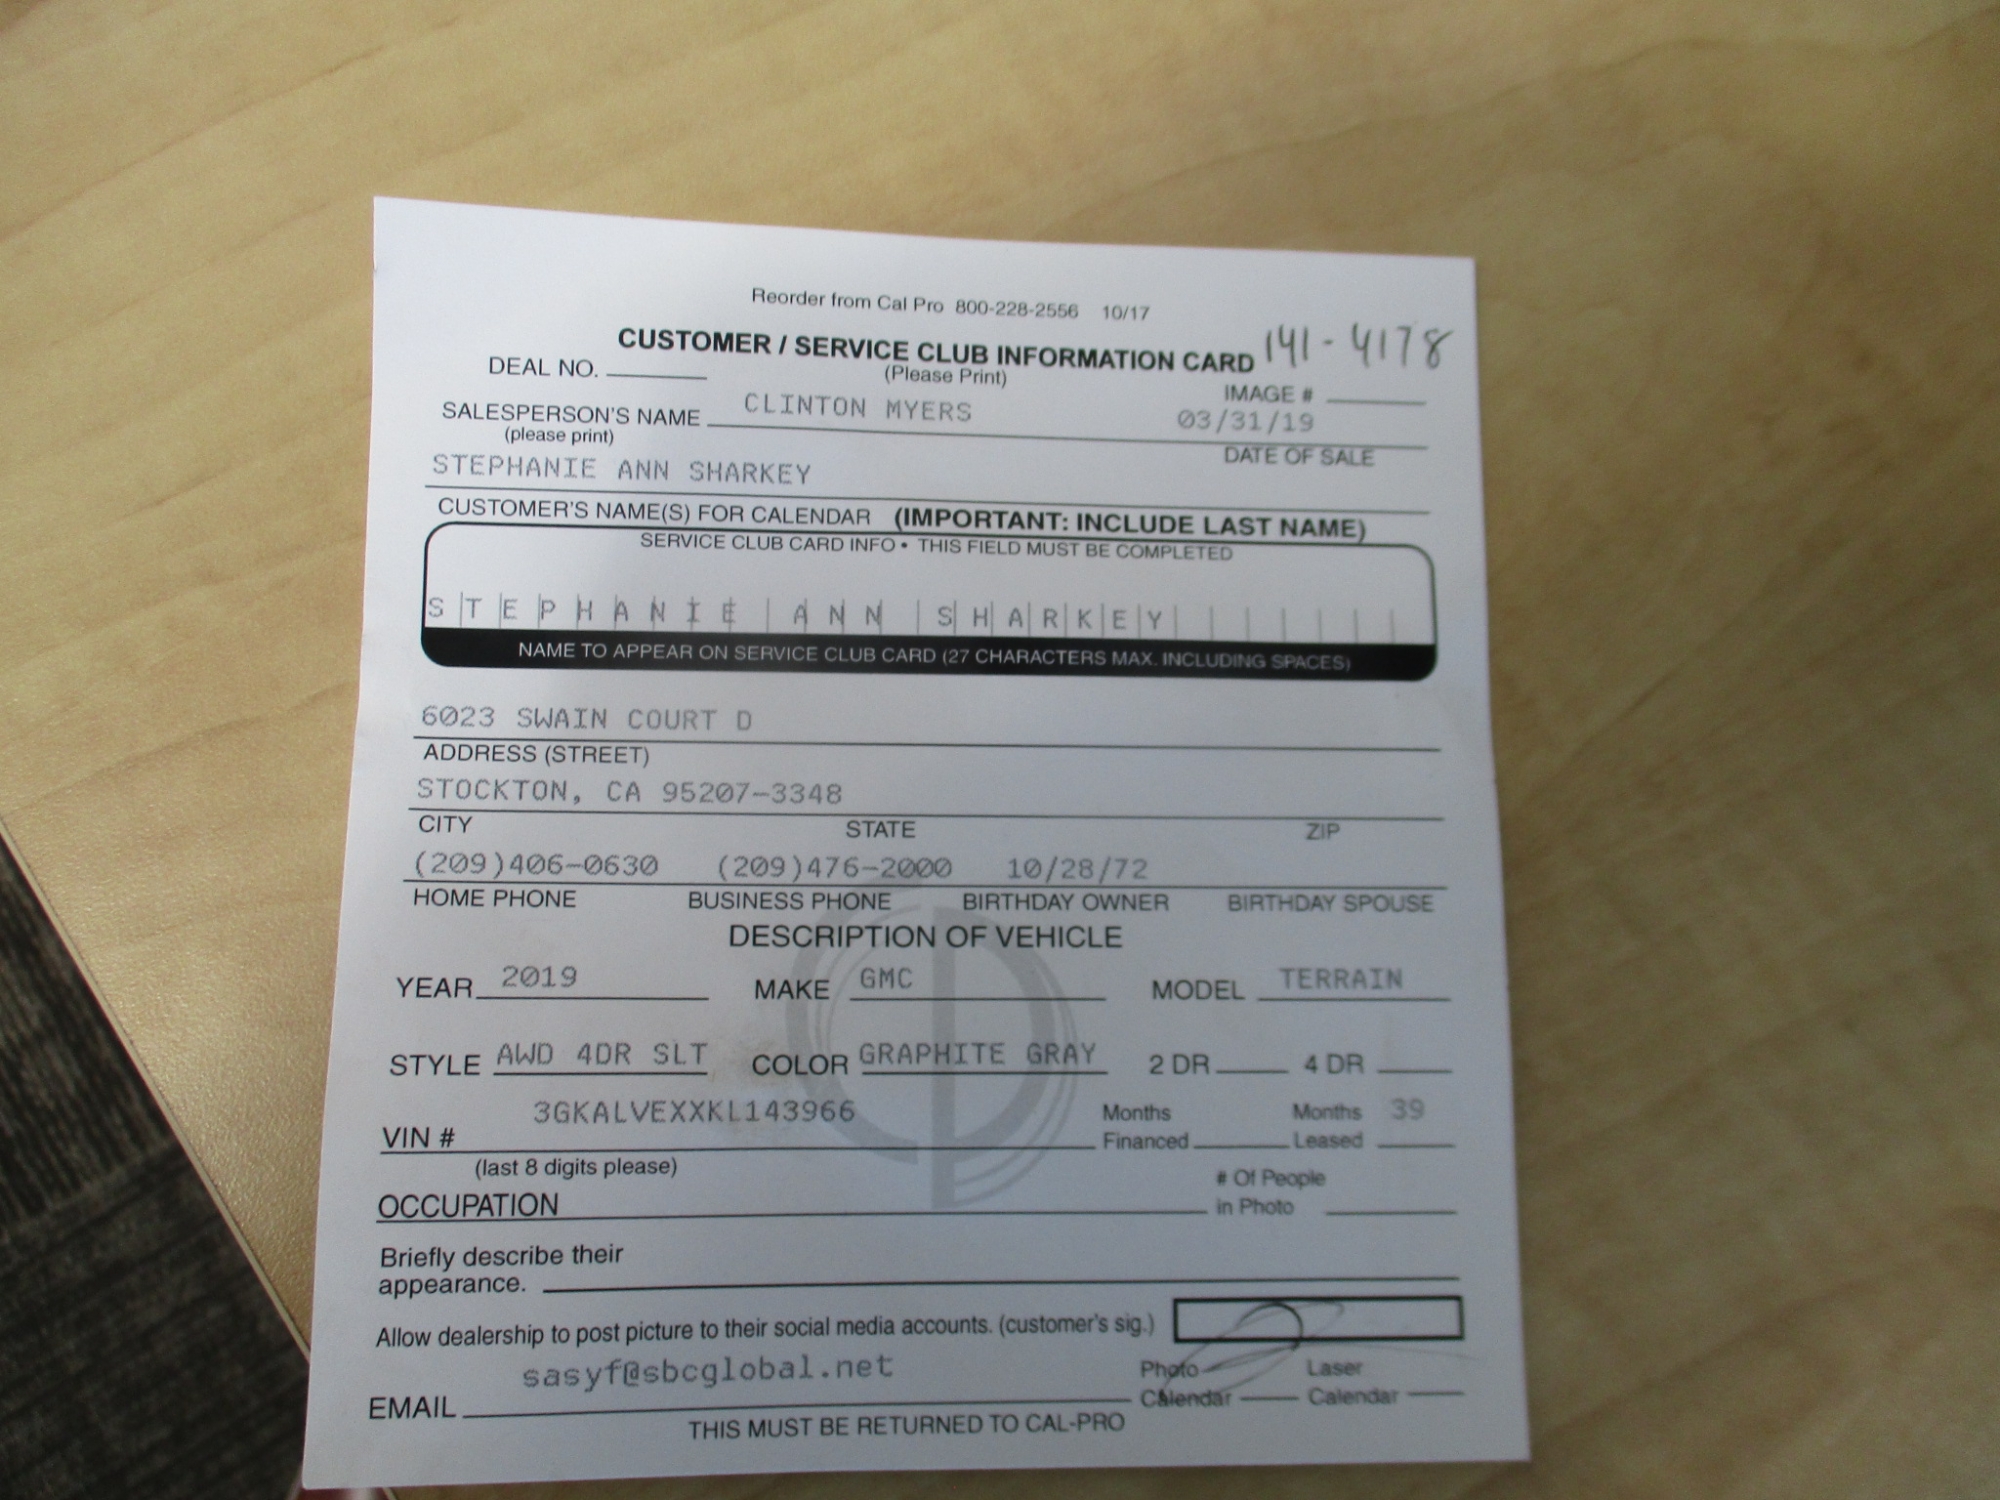 Reorder from Cal Pro 800-228-2556 10/17
CUSTOMER / SERVICE CLUB INFORMATION CARD 141-4178
DEAL NO. (Please Print) IMAGE #
SALESPERSON'S NAME CLINTON MYERS 03/31/19
(please print) DATE OF SALE
STEPHANIE ANN SHARKEY
CUSTOMER'S NAME(S) FOR CALENDAR (IMPORTANT: INCLUDE LAST NAME)
SERVICE CLUB CARD INFO • THIS FIELD MUST BE COMPLETED
STEPHANIE ANN SHARKEY
NAME TO APPEAR ON SERVICE CLUB CARD (27 CHARACTERS MAX. INCLUDING SPACES)
6023 SWAIN COURT D
ADDRESS (STREET)
STOCKTON, CA 95207-3348
CITY STATE ZIP
(209)406-0630 (209)476-2000 10/28/72
HOME PHONE BUSINESS PHONE BIRTHDAY OWNER BIRTHDAY SPOUSE
DESCRIPTION OF VEHICLE
YEAR 2019 MAKE GMC MODEL TERRAIN
STYLE AWD 4DR SLT COLOR GRAPHITE GRAY 2 DR 4 DR
3GKALVEXXKL143966 Months Months 39
VIN # Financed Leased
(last 8 digits please) # Of People
OCCUPATION in Photo
Briefly describe their
appearance.
Allow dealership to post picture to their social media accounts. (customer's sig.)
sasyf@sbcglobal.net Photo Laser
EMAIL Calendar Calendar
THIS MUST BE RETURNED TO CAL-PRO